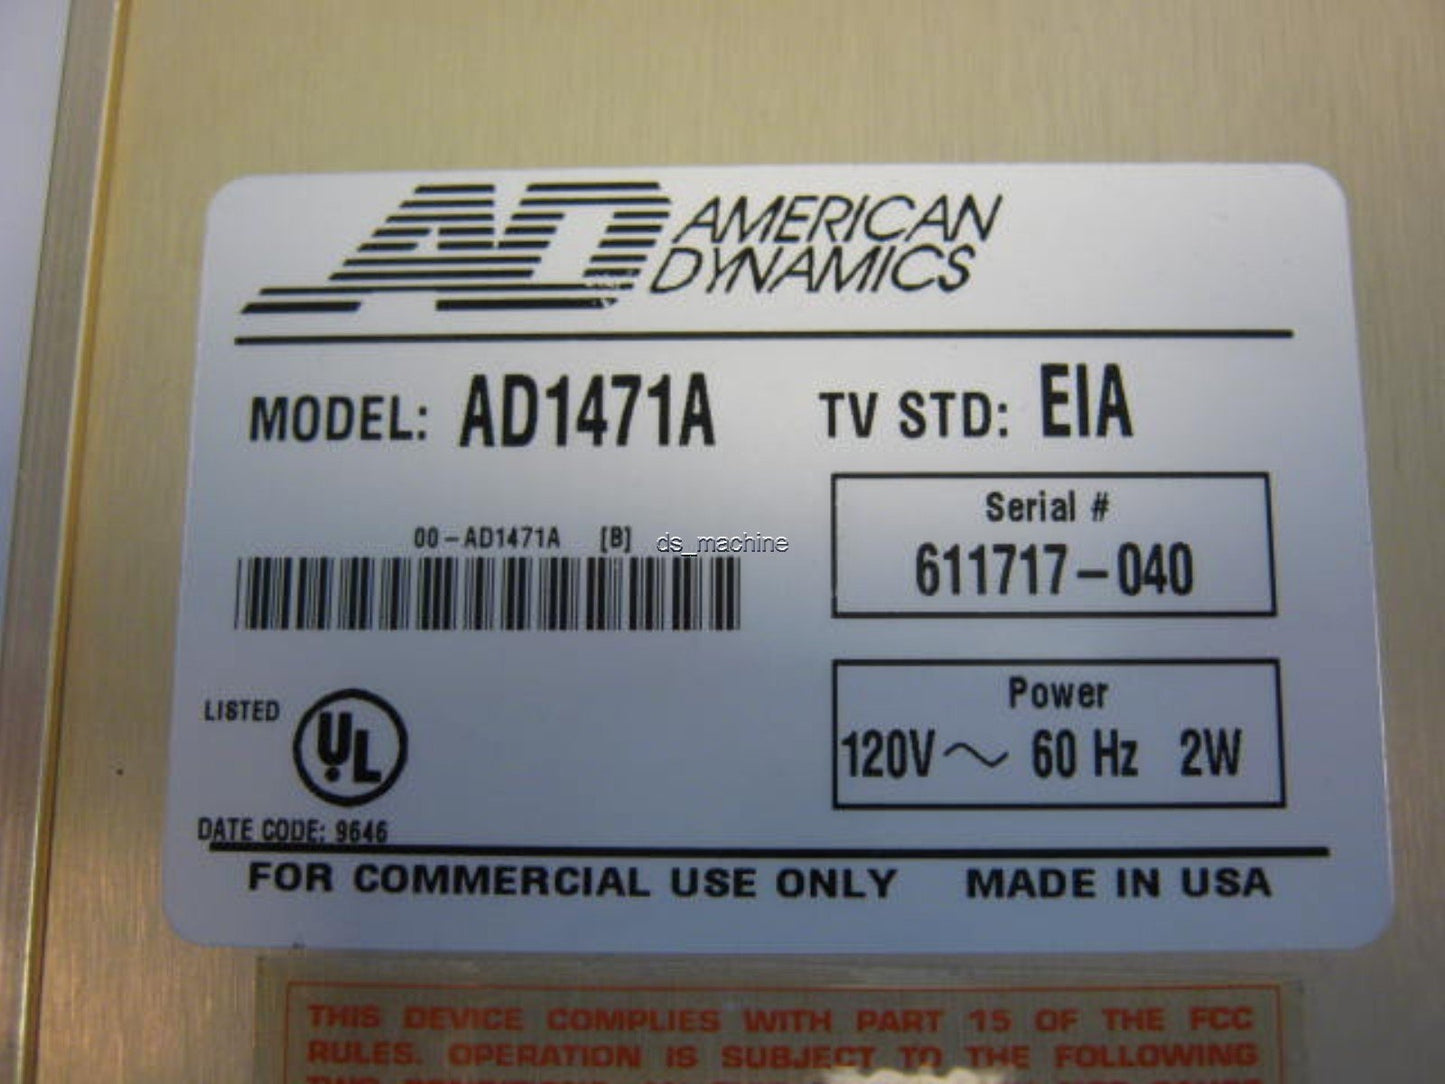 AD AMERICAN
DYNAMICS
MODEL: AD1471A TV STD: EIA
00-AD1471A [B] ds_machine
Serial #
611717-040
Power
120V ~ 60 Hz 2W
LISTED UL
DATE CODE: 9646
FOR COMMERCIAL USE ONLY MADE IN USA
THIS DEVICE COMPLIES WITH PART 15 OF THE FCC
RULES. OPERATION IS SUBJECT TO THE FOLLOWING